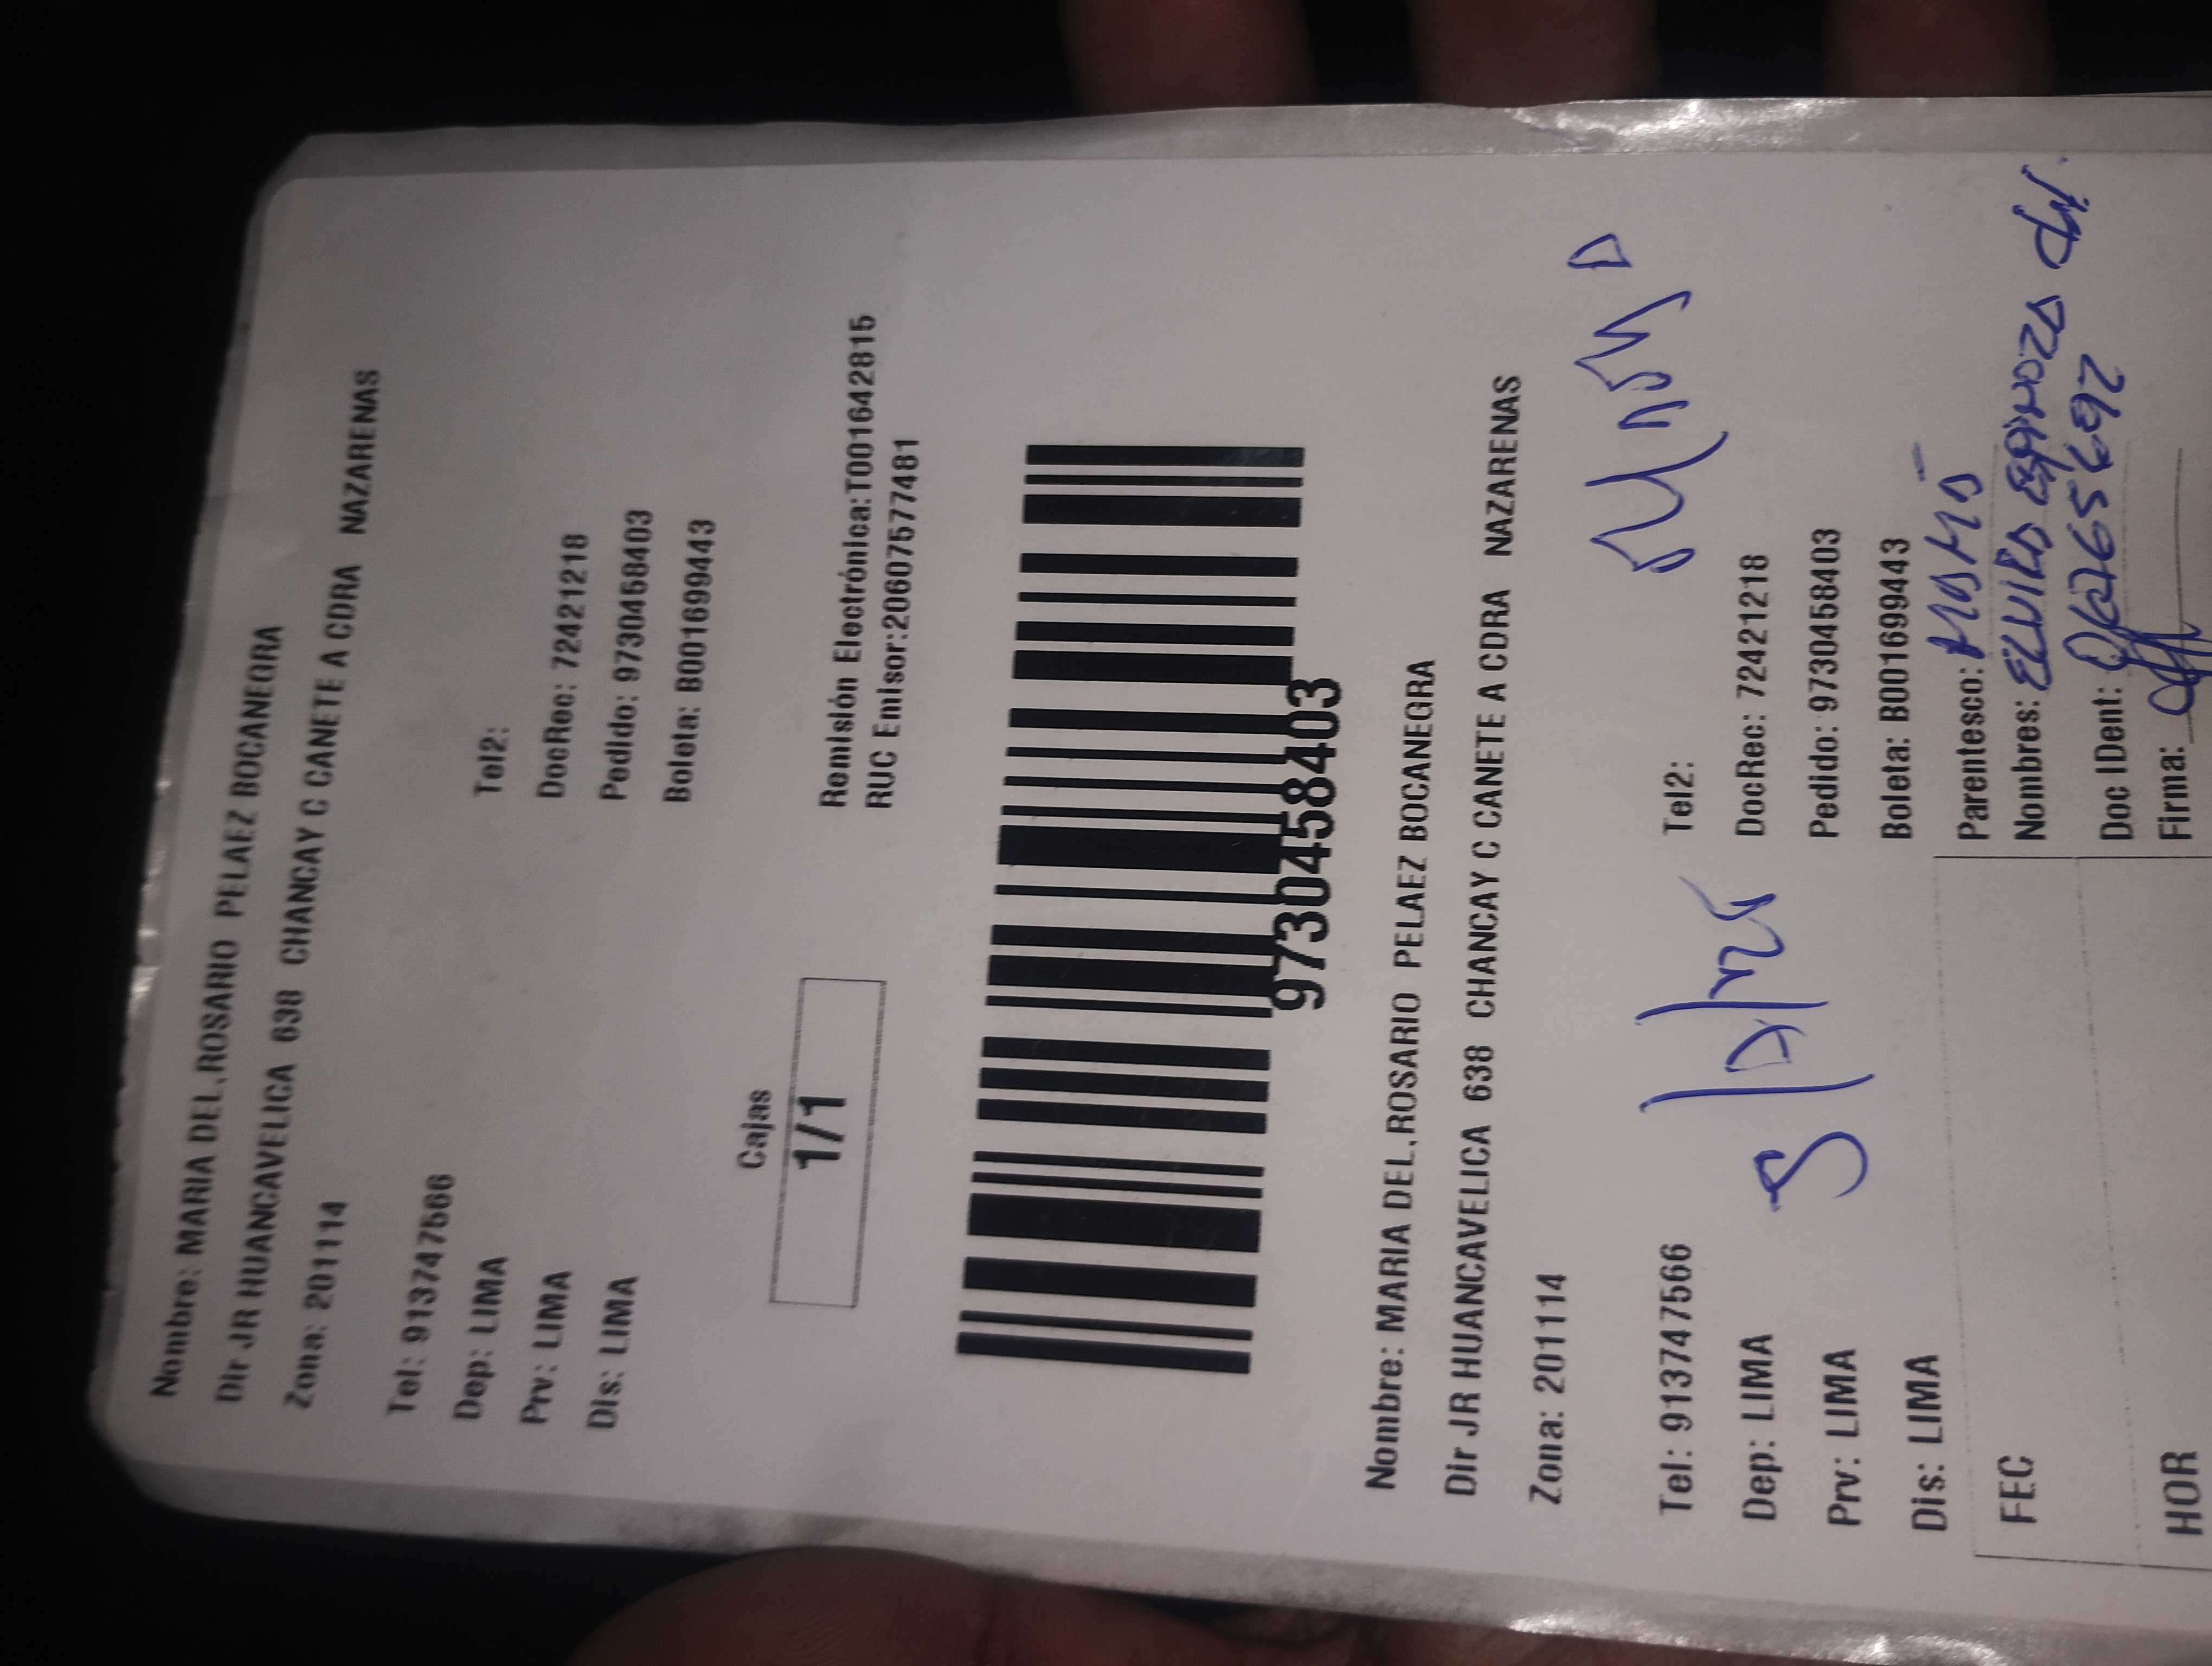 Nombre: MARIA DEL.ROSARIO PELAEZ BOCANEGRA
Dir JR HUANCAVELICA 638 CHANCAY C CANETE A CDRA NAZARENAS
Zona: 201114
Tel: 913747566 Tel2:
Dep: LIMA DocRec: 72421218
Prv: LIMA Pedido: 9730458403
Dis: LIMA Boleta: B001699443
Cajas
1/1
Remisión Electrónica:T001642815
RUC Emisor:20607577481
9730458403
Nombre: MARIA DEL.ROSARIO PELAEZ BOCANEGRA
Dir JR HUANCAVELICA 638 CHANCAY C CANETE A CDRA NAZARENAS
Zona: 201114
Tel: 913747566 Tel2:
Dep: LIMA DocRec: 72421218
Prv: LIMA Pedido: 9730458403
Dis: LIMA Boleta: B001699443
Parentesco:
FEC Nombres:
Doc IDent:
HOR Firma: